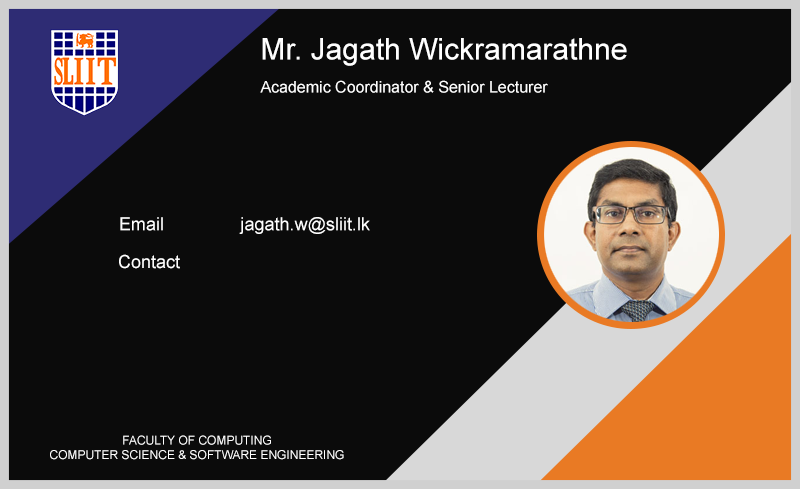 SLIIT
Mr. Jagath Wickramarathne
Academic Coordinator & Senior Lecturer
Email jagath.w@sliit.lk
Contact
FACULTY OF COMPUTING
COMPUTER SCIENCE & SOFTWARE ENGINEERING